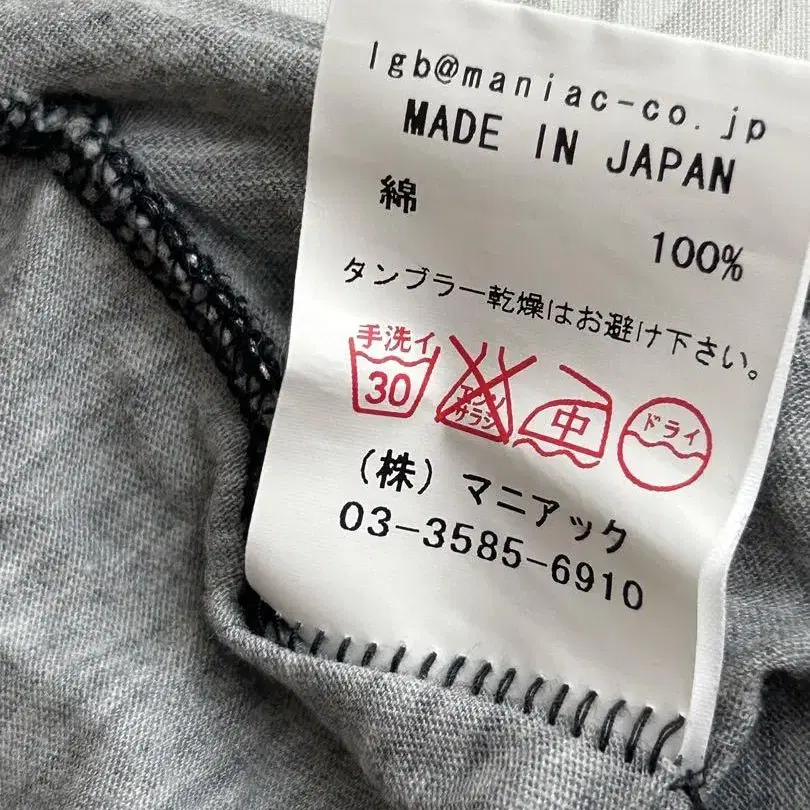 lgb@maniac-co.jp
MADE IN JAPAN
綿
100%
タンブラー乾燥はお避け下さい。
手洗イ
30
エンソ
サラシ
中
ドライ
(株) マニアック
03-3585-6910